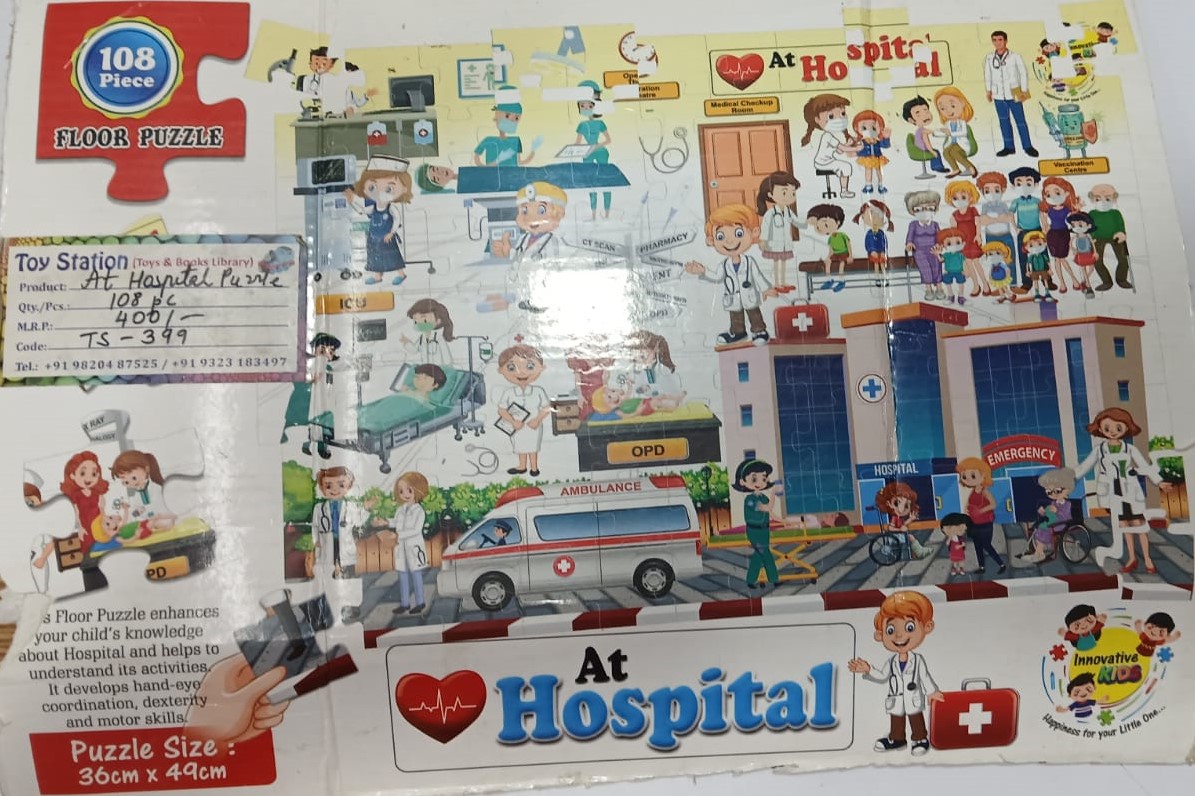 108
Piece
FLOOR PUZZLE
Toy Station (Toys & Books Library)
Product: At Hospital Puzzle
Qty./Pcs.: 108 pc
M.R.P.: 400/-
Code: TS-399
Tel.: +91 98204 87525 / +91 9323 183497
X RAY
PD
s Floor Puzzle enhances
your child's knowledge
about Hospital and helps to
understand its activities.
It develops hand-eye
coordination, dexterity
and motor skills.
Puzzle Size :
36cm x 49cm
At Hospital
Medical Checkup
Room
Vaccination
Centre
CT SCAN
PHARMACY
ICU
OPD
AMBULANCE
HOSPITAL
EMERGENCY
At
Hospital
Innovative
KIDS
Happiness for your Little One...